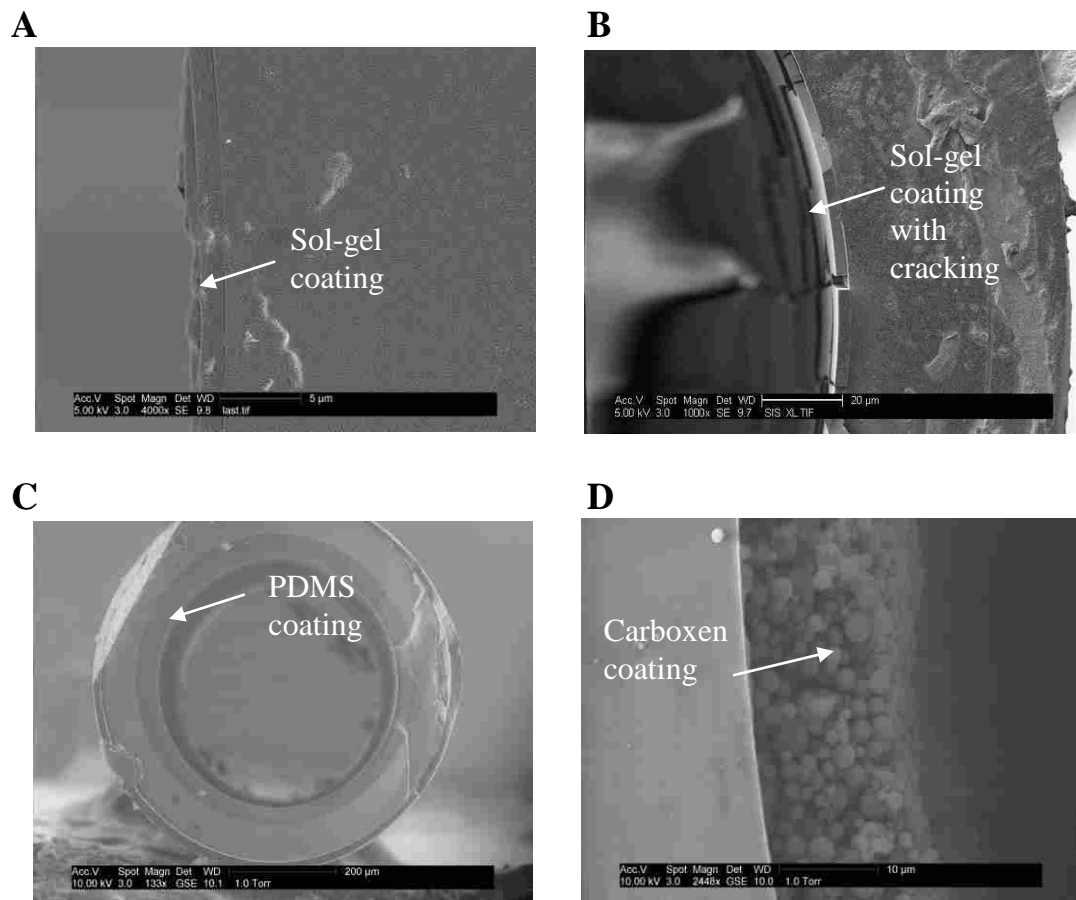 A
Sol-gel
coating
Acc.V Spot Magn Det WD 5 µm
5.00 kV 3.0 4000x SE 9.8 last.tif
B
Sol-gel
coating
with
cracking
Acc.V Spot Magn Det WD 20 µm
5.00 kV 3.0 1000x SE 9.7 SIS XL TIF
C
PDMS
coating
Acc.V Spot Magn Det WD 200 µm
10.00 kV 3.0 133x GSE 10.1 1.0 Torr
D
Carboxen
coating
Acc.V Spot Magn Det WD 10 µm
10.00 kV 3.0 2448x GSE 10.0 1.0 Torr